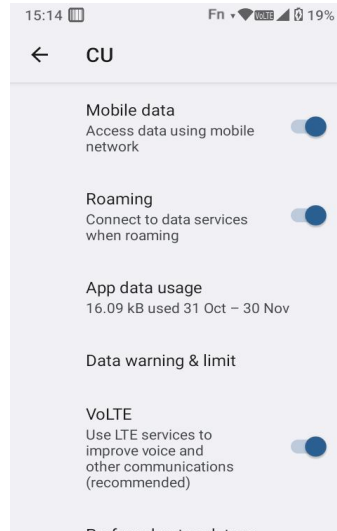 15:14 Fn VoLTE 19%
CU
Mobile data
Access data using mobile
network
Roaming
Connect to data services
when roaming
App data usage
16.09 kB used 31 Oct – 30 Nov
Data warning & limit
VoLTE
Use LTE services to
improve voice and
other communications
(recommended)